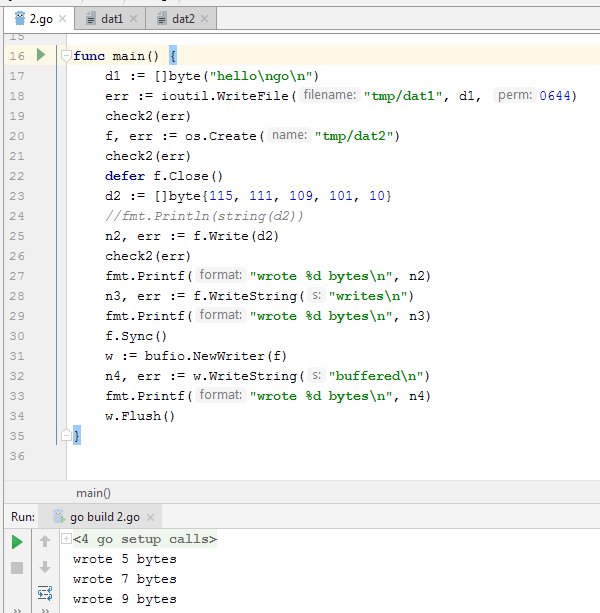 2.go dat1 dat2
15
16 func main() {
17 d1 := []byte("hello\ngo\n")
18 err := ioutil.WriteFile( filename: "tmp/dat1", d1, perm: 0644)
19 check2(err)
20 f, err := os.Create( name: "tmp/dat2")
21 check2(err)
22 defer f.Close()
23 d2 := []byte{115, 111, 109, 101, 10}
24 //fmt.Println(string(d2))
25 n2, err := f.Write(d2)
26 check2(err)
27 fmt.Printf( format: "wrote %d bytes\n", n2)
28 n3, err := f.WriteString( s: "writes\n")
29 fmt.Printf( format: "wrote %d bytes\n", n3)
30 f.Sync()
31 w := bufio.NewWriter(f)
32 n4, err := w.WriteString( s: "buffered\n")
33 fmt.Printf( format: "wrote %d bytes\n", n4)
34 w.Flush()
35 }
36
main()
Run: go build 2.go
<4 go setup calls>
wrote 5 bytes
wrote 7 bytes
wrote 9 bytes